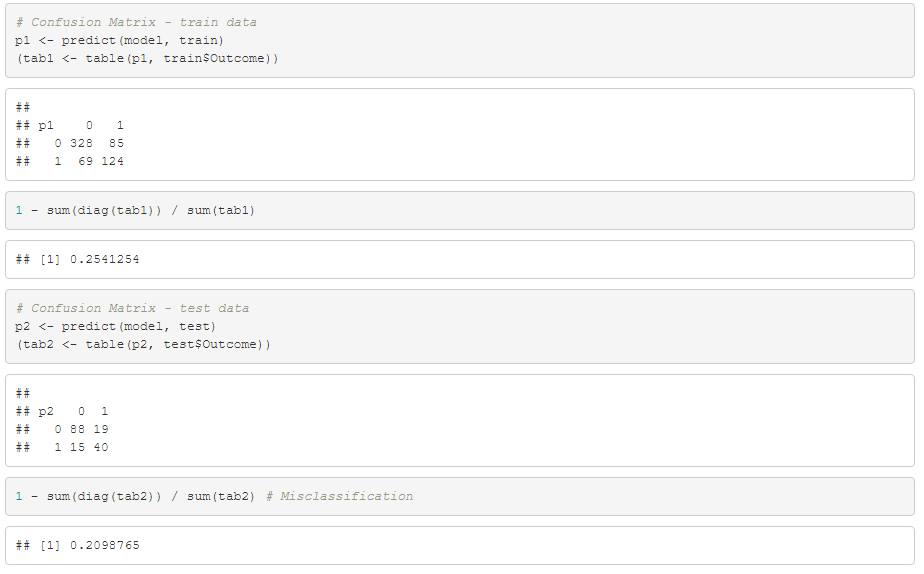 # Confusion Matrix - train data
p1 <- predict(model, train)
(tab1 <- table(p1, train$Outcome))
##
## p1    0   1
##   0 328  85
##   1  69 124
1 - sum(diag(tab1)) / sum(tab1)
## [1] 0.2541254
# Confusion Matrix - test data
p2 <- predict(model, test)
(tab2 <- table(p2, test$Outcome))
##
## p2   0  1
##   0 88 19
##   1 15 40
1 - sum(diag(tab2)) / sum(tab2) # Misclassification
## [1] 0.2098765